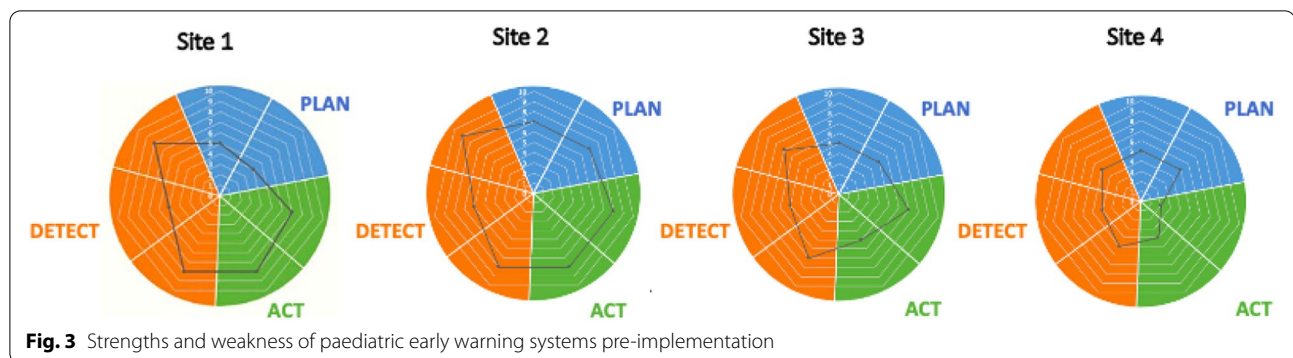 Site 1
Site 2
Site 3
Site 4
PLAN
DETECT
ACT
PLAN
DETECT
ACT
PLAN
DETECT
ACT
PLAN
DETECT
ACT
Fig. 3 Strengths and weakness of paediatric early warning systems pre-implementation